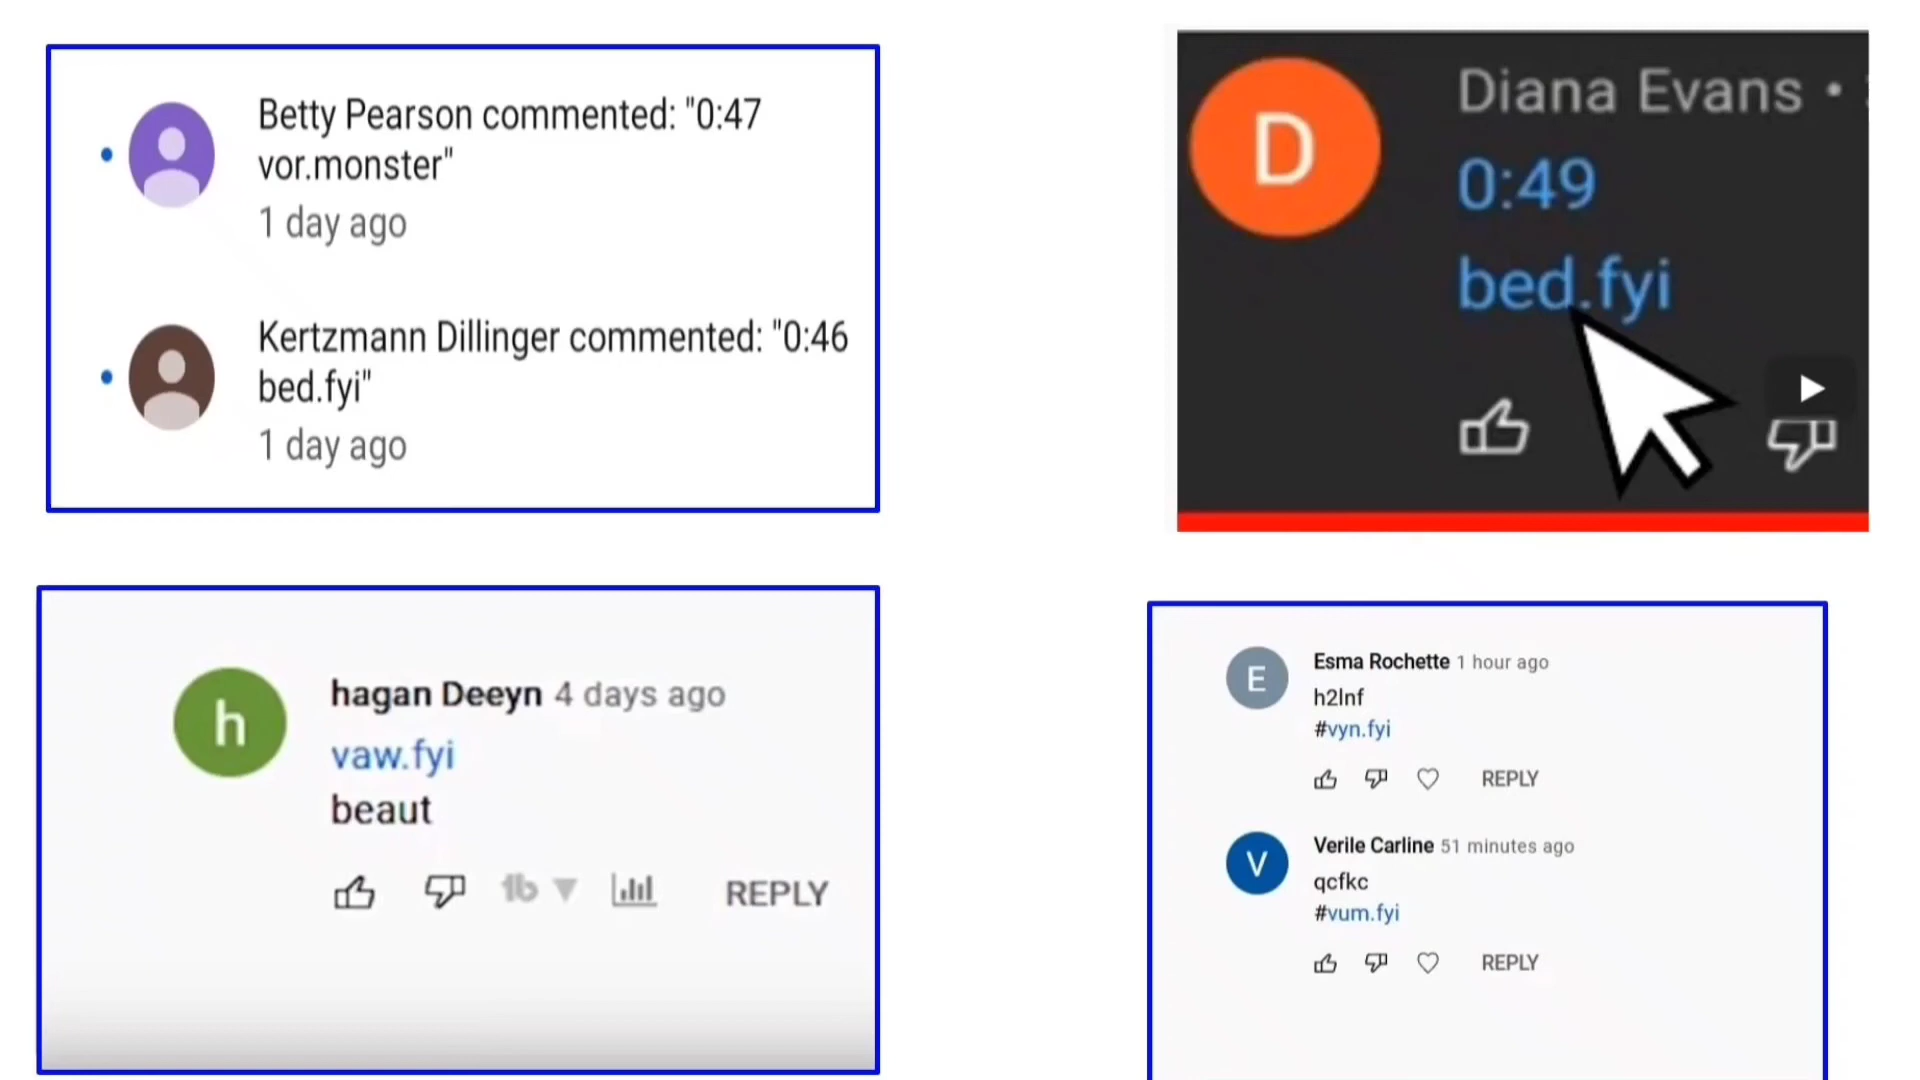 Betty Pearson commented: "0:47
vor.monster"
1 day ago
Kertzmann Dillinger commented: "0:46
bed.fyi"
1 day ago
D
Diana Evans •
0:49
bed.fyi
h
hagan Deeyn 4 days ago
vaw.fyi
beaut
REPLY
E
Esma Rochette 1 hour ago
h2lnf
#vyn.fyi
REPLY
V
Verile Carline 51 minutes ago
qcfkc
#vum.fyi
REPLY